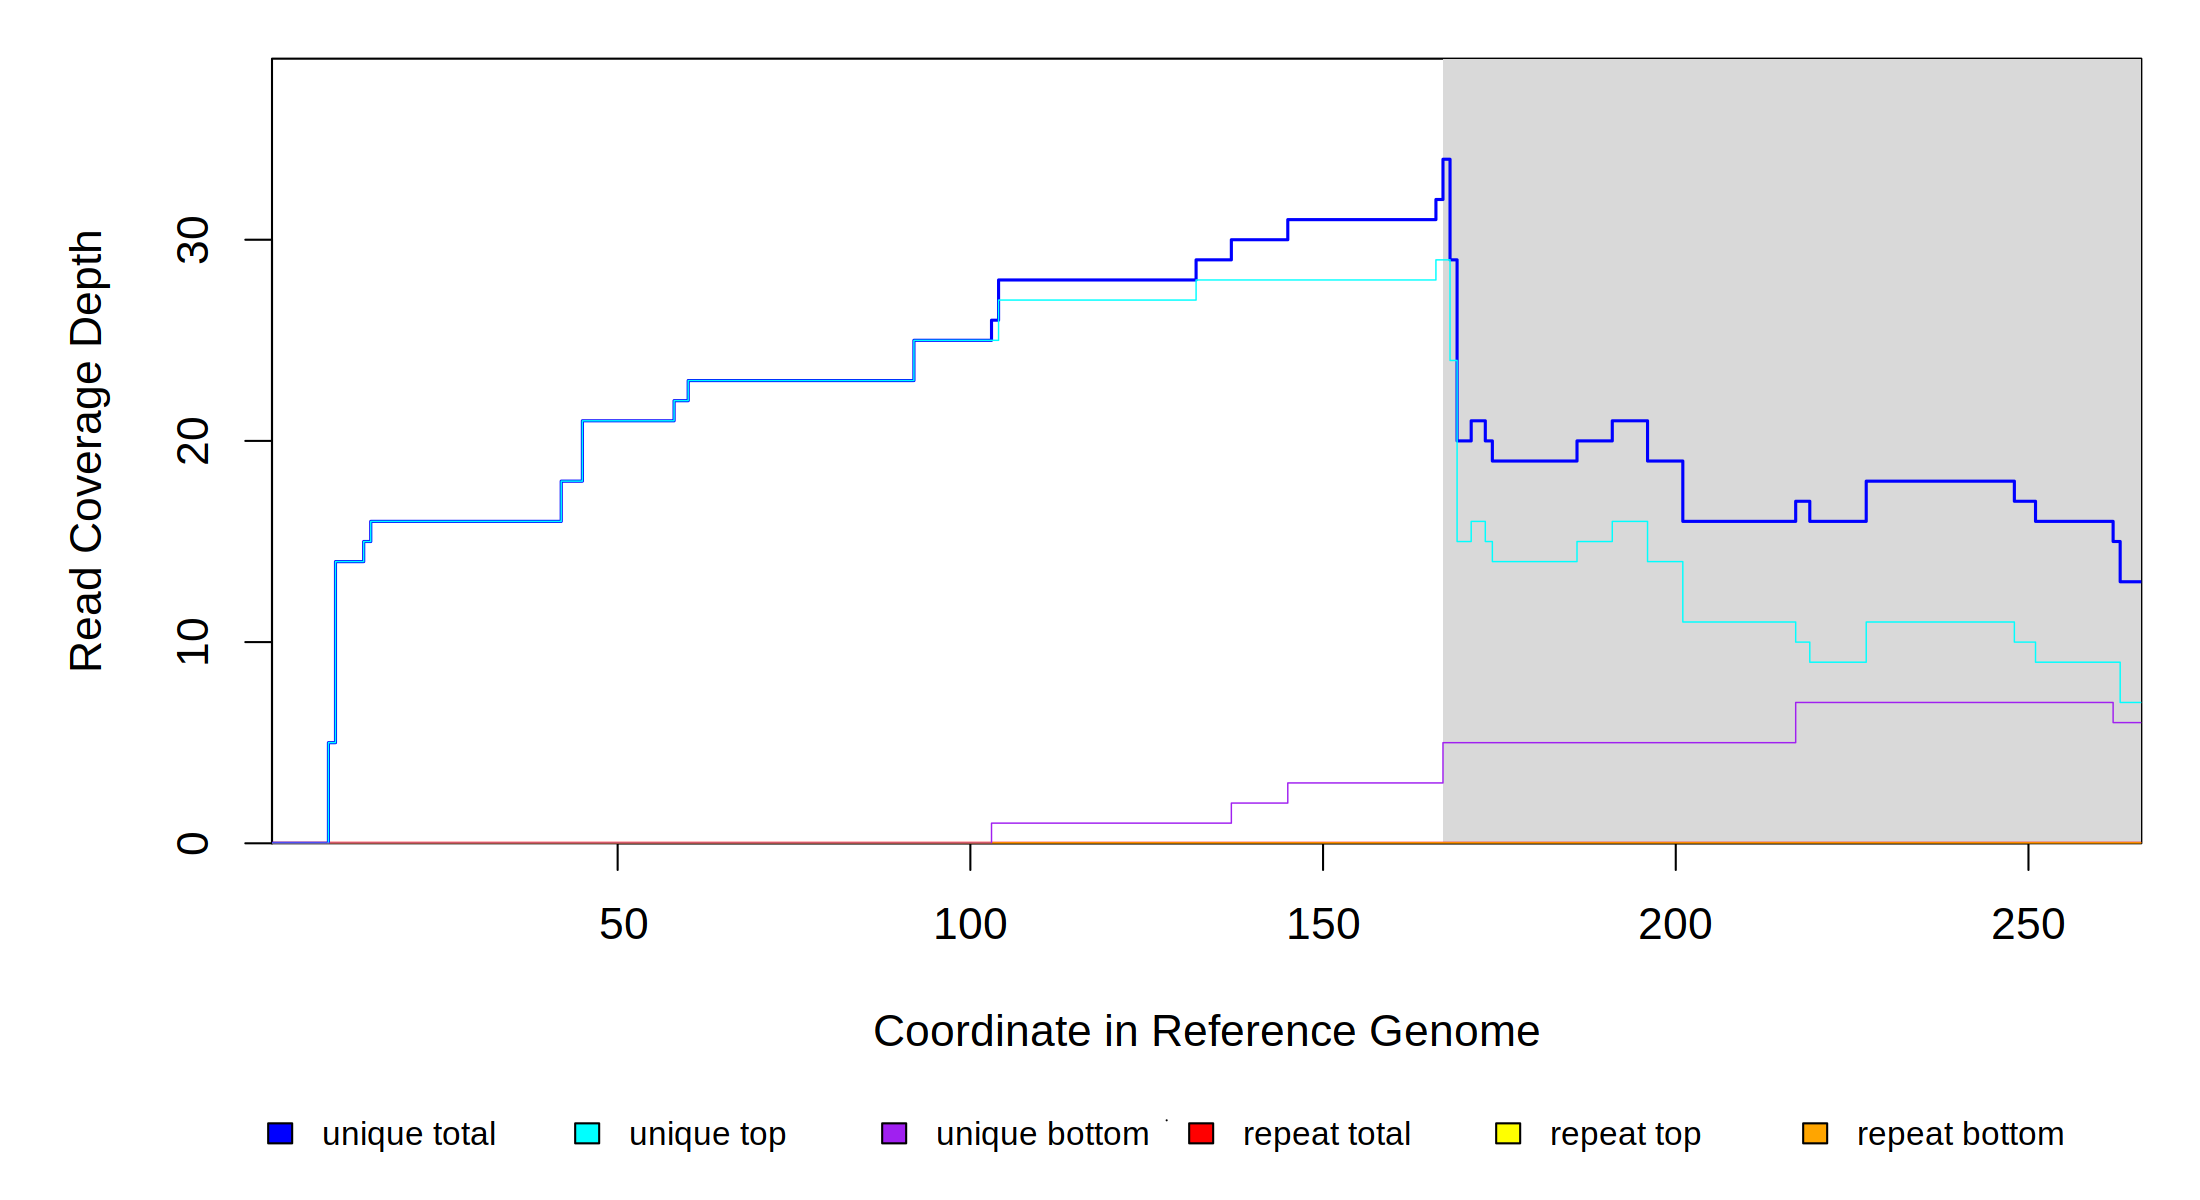 Read Coverage Depth
30
20
10
0
50 100 150 200 250
Coordinate in Reference Genome
unique total unique top unique bottom repeat total repeat top repeat bottom